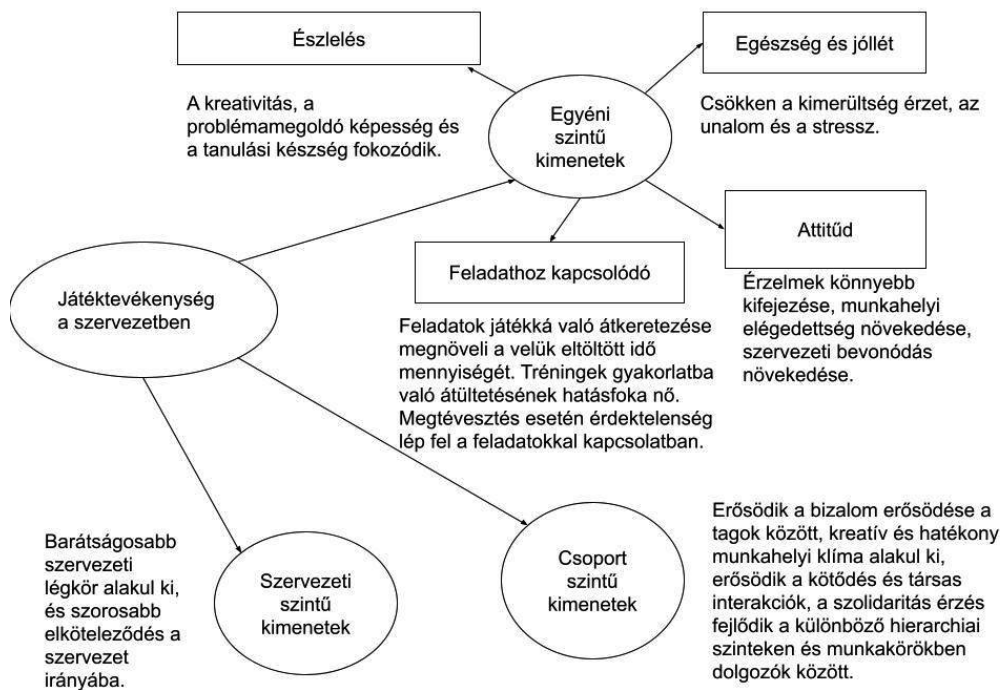 Észlelés
A kreativitás, a
problémamegoldó képesség és
a tanulási készség fokozódik.
Egyéni
szintű
kimenetek
Egészség és jóllét
Csökken a kimerültség érzet, az
unalom és a stressz.
Attitűd
Érzelmek könnyebb
kifejezése, munkahelyi
elégedettség növekedése,
szervezeti bevonódás
növekedése.
Feladathoz kapcsolódó
Feladatok játékká való átkeretezése
megnöveli a velük eltöltött idő
mennyiségét. Tréningek gyakorlatba
való átültetésének hatásfoka nő.
Megtévesztés esetén érdektelenség
lép fel a feladatokkal kapcsolatban.
Játéktevékenység
a szervezetben
Barátságosabb
szervezeti
légkör alakul ki,
és szorosabb
elköteleződés a
szervezet
irányába.
Szervezeti
szintű
kimenetek
Csoport
szintű
kimenetek
Erősödik a bizalom erősödése a
tagok között, kreatív és hatékony
munkahelyi klíma alakul ki,
erősödik a kötődés és társas
interakciók, a szolidaritás érzés
fejlődik a különböző hierarchiai
szinteken és munkakörökben
dolgozók között.